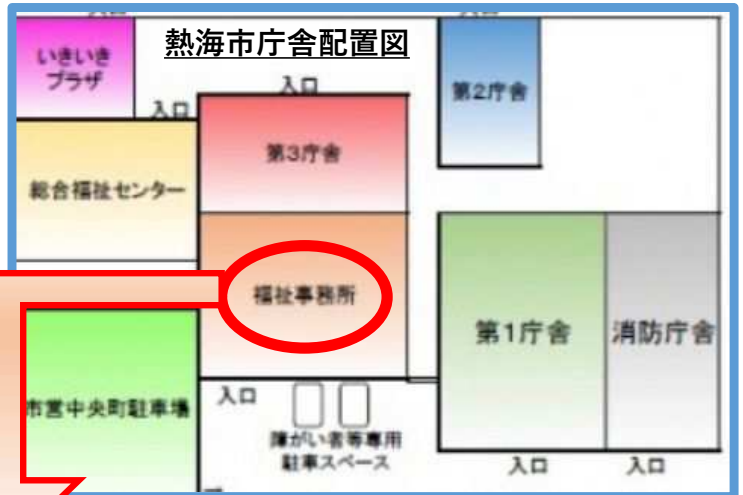 熱海市庁舎配置図
いきいき
プラザ
入口
入口
第2庁舎
第3庁舎
総合福祉センター
福祉事務所
第1庁舎
消防庁舎
市営中央町駐車場
入口
障がい者等専用
駐車スペース
入口
入口